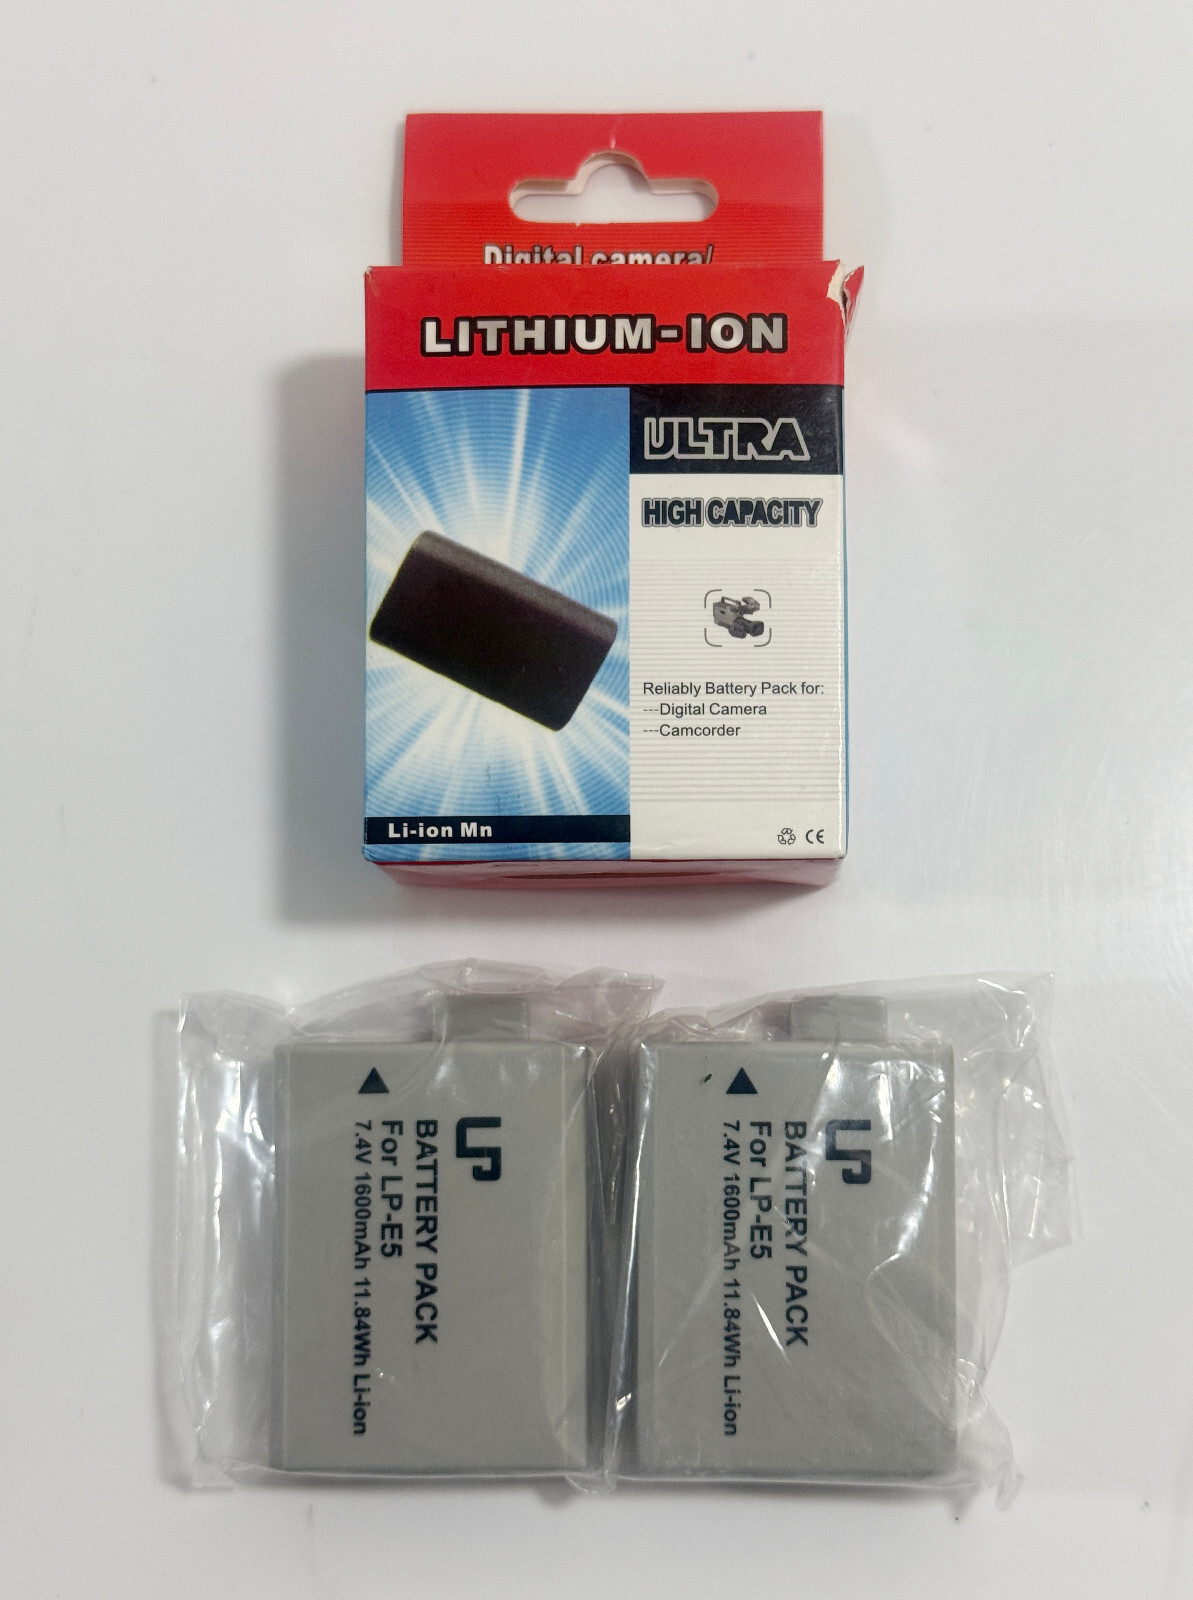 Digital camera/
LITHIUM-ION
ULTRA
HIGH CAPACITY
Reliably Battery Pack for:
---Digital Camera
---Camcorder
Li-ion Mn
CE
LP
BATTERY PACK
For LP-E5
7.4V 1600mAh 11.84Wh Li-ion
LP
BATTERY PACK
For LP-E5
7.4V 1600mAh 11.84Wh Li-ion